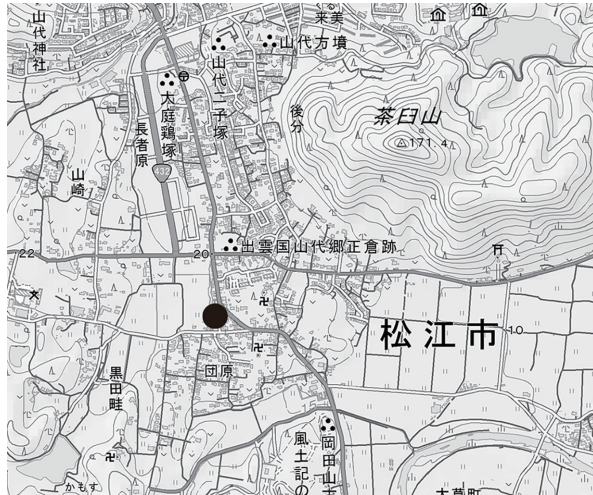 山代神社
来美
山代方墳
山代二子塚
大庭鶏塚
長者原
後分
茶臼山
171.4
432
山崎
出雲国山代郷正倉跡
22
20
松江市
10
団原
黒田畦
岡田山
風土記の
かもす
大草町